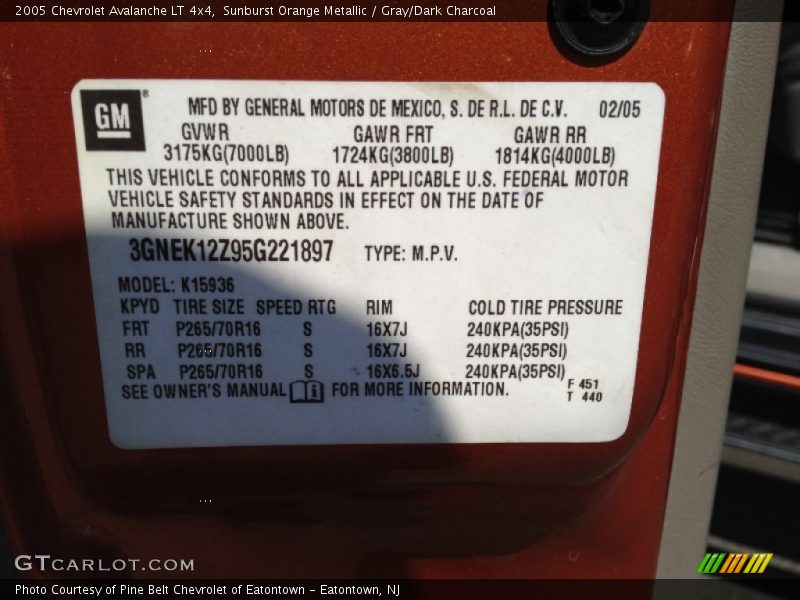 2005 Chevrolet Avalanche LT 4x4,  Sunburst Orange Metallic / Gray/Dark Charcoal
GM®
MFD BY GENERAL MOTORS DE MEXICO, S. DE R.L. DE C.V. 02/05
GVWR GAWR FRT GAWR RR
3175KG(7000LB) 1724KG(3800LB) 1814KG(4000LB)
THIS VEHICLE CONFORMS TO ALL APPLICABLE U.S. FEDERAL MOTOR
VEHICLE SAFETY STANDARDS IN EFFECT ON THE DATE OF
MANUFACTURE SHOWN ABOVE.
3GNEK12Z95G221897 TYPE: M.P.V.
MODEL: K15936
KPYD TIRE SIZE SPEED RTG RIM COLD TIRE PRESSURE
FRT P265/70R16 S 16X7J 240KPA(35PSI)
RR P265/70R16 S 16X7J 240KPA(35PSI)
SPA P265/70R16 S 16X6.5J 240KPA(35PSI)
SEE OWNER'S MANUAL i FOR MORE INFORMATION.
F 451
T 440
GTCARLOT.COM
Photo Courtesy of Pine Belt Chevrolet of Eatontown – Eatontown, NJ